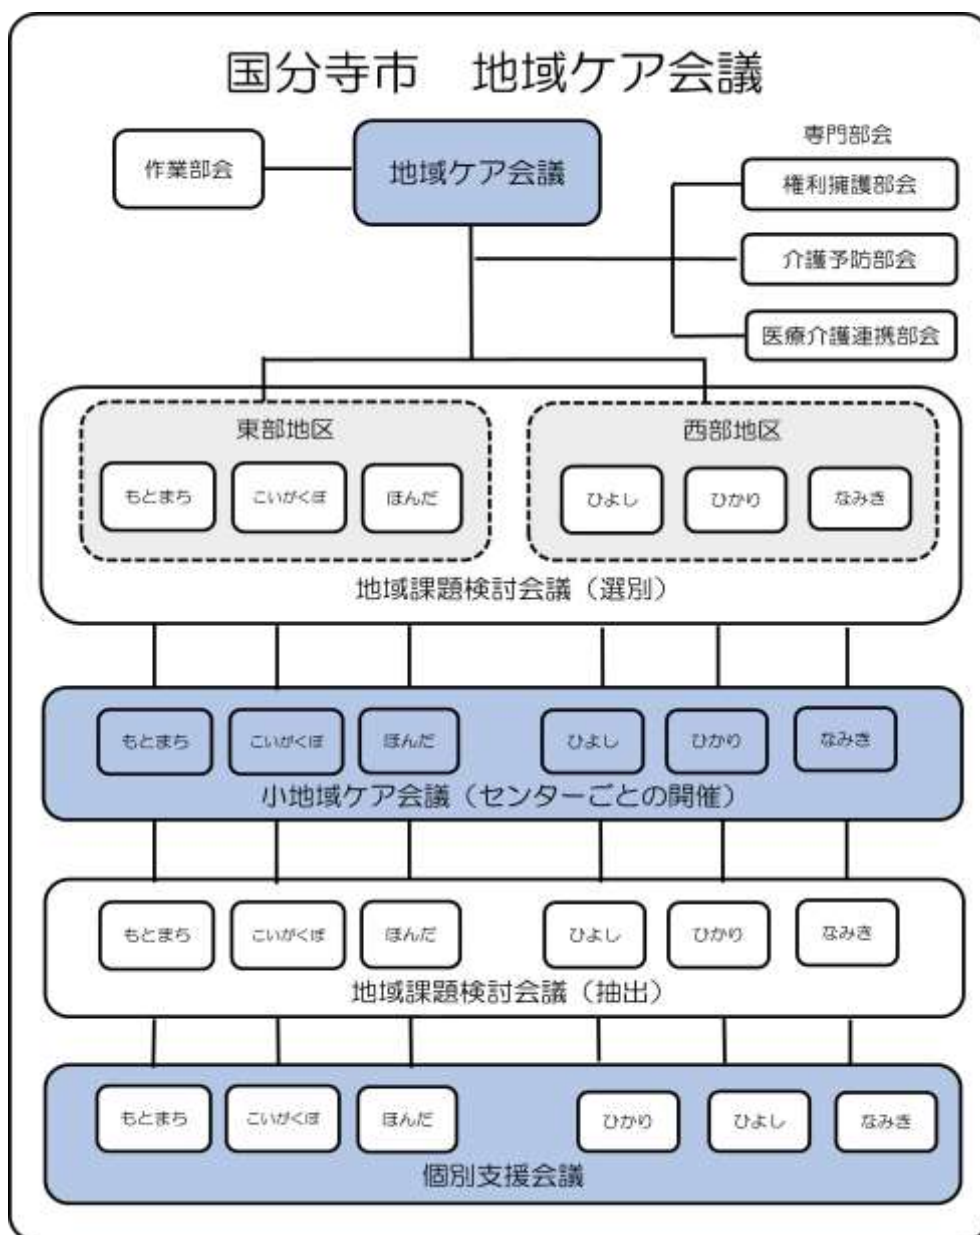 国分寺市　地域ケア会議
作業部会
地域ケア会議
専門部会
権利擁護部会
介護予防部会
医療介護連携部会
東部地区
もとまち
こいがくぼ
ほんだ
西部地区
ひよし
ひかり
なみき
地域課題検討会議（選別）
もとまち
こいがくぼ
ほんだ
ひよし
ひかり
なみき
小地域ケア会議（センターごとの開催）
もとまち
こいがくぼ
ほんだ
ひよし
ひかり
なみき
地域課題検討会議（抽出）
もとまち
こいがくぼ
ほんだ
ひかり
ひよし
なみき
個別支援会議